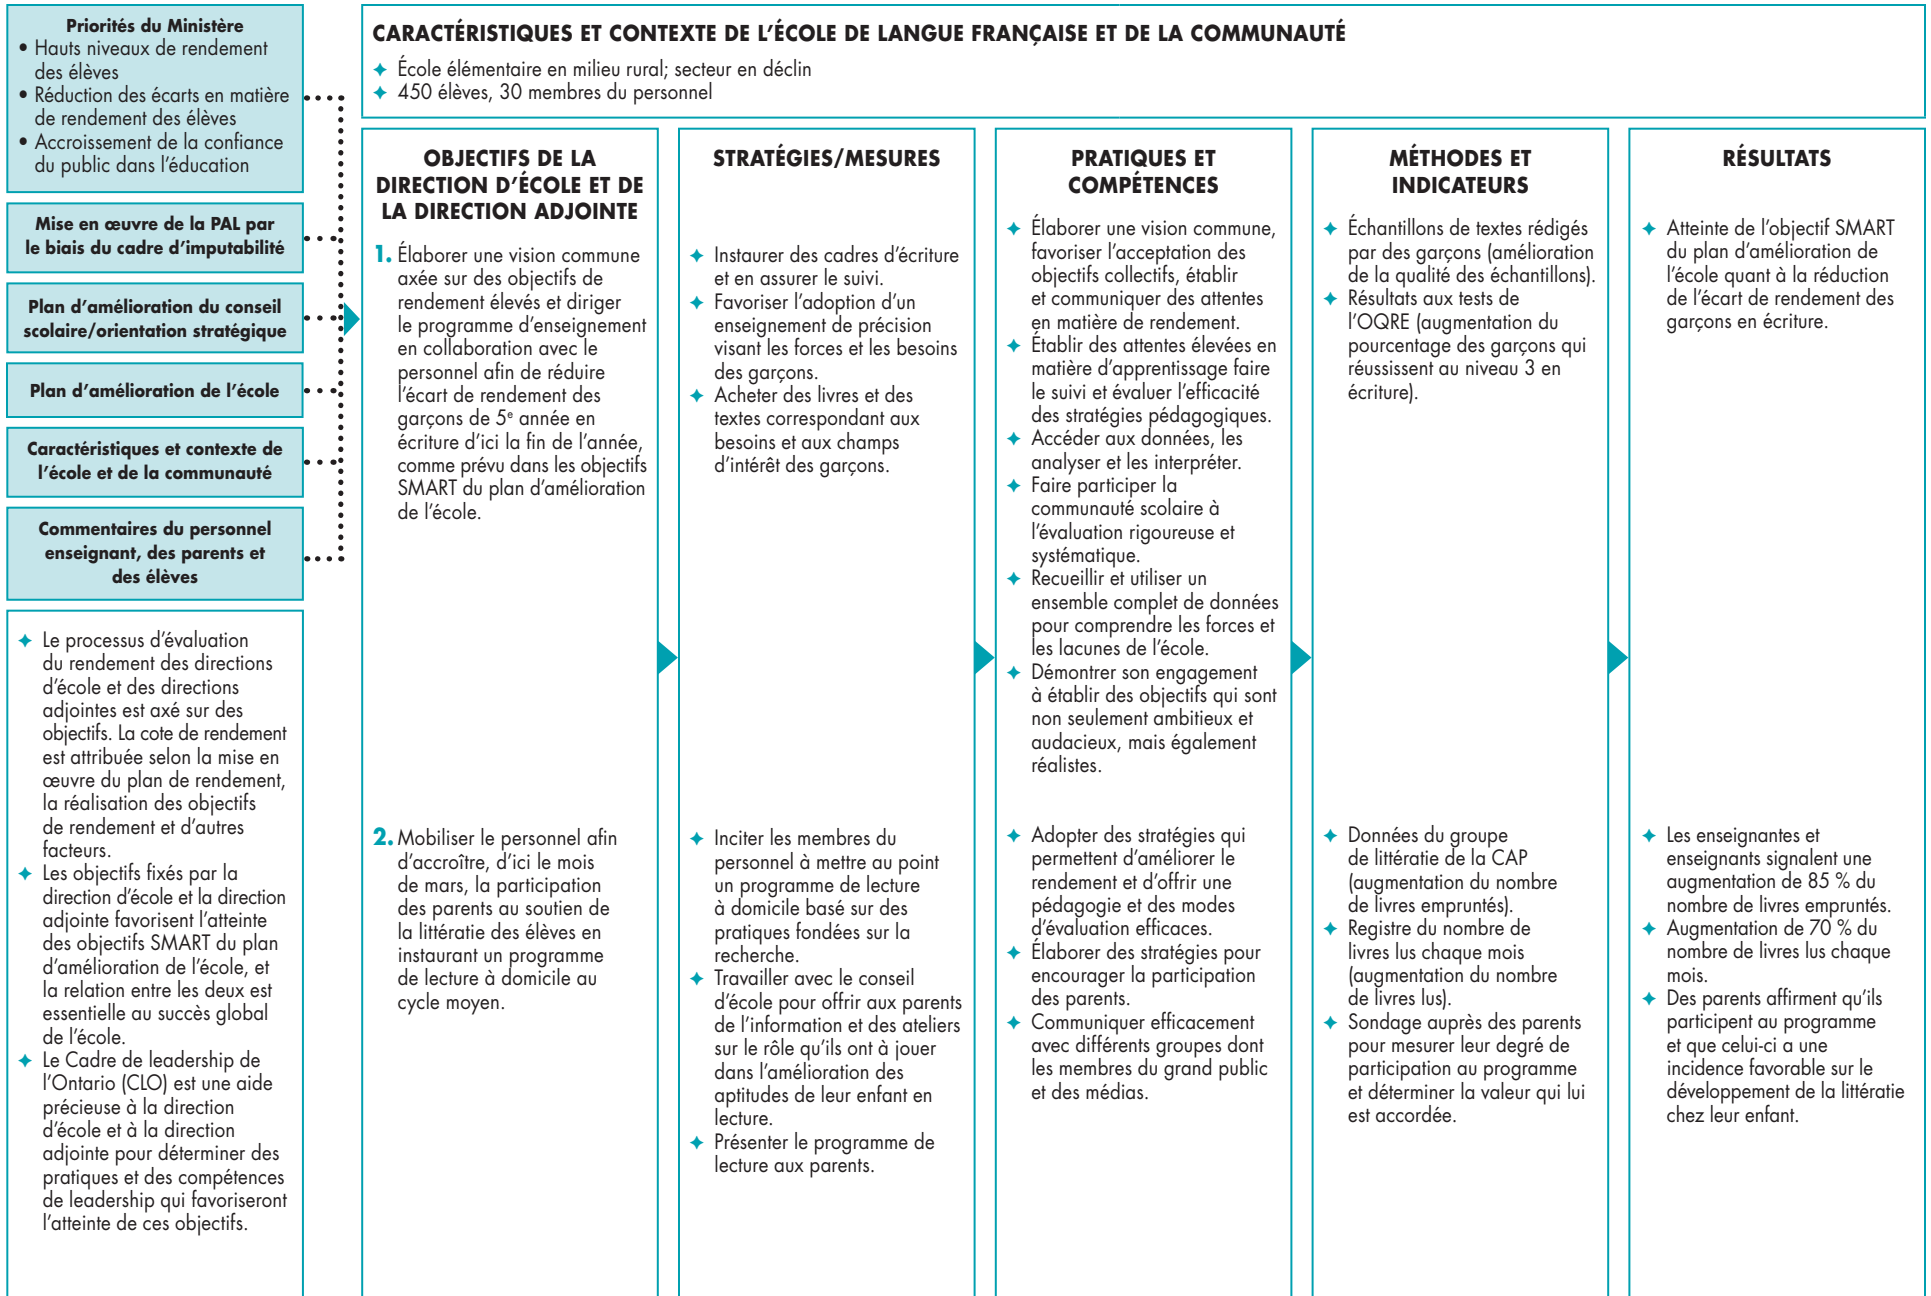 Priorités du Ministère
• Hauts niveaux de rendement
des élèves
• Réduction des écarts en matière
de rendement des élèves
• Accroissement de la confiance
du public dans l'éducation
Mise en œuvre de la PAL par
le biais du cadre d'imputabilité
Plan d'amélioration du conseil
scolaire/orientation stratégique
Plan d'amélioration de l'école
Caractéristiques et contexte de
l'école et de la communauté
Commentaires du personnel
enseignant, des parents et
des élèves
✦ Le processus d'évaluation
du rendement des directions
d'école et des directions
adjointes est axé sur des
objectifs. La cote de rendement
est attribuée selon la mise en
œuvre du plan de rendement,
la réalisation des objectifs
de rendement et d'autres
facteurs.
✦ Les objectifs fixés par la
direction d'école et la direction
adjointe favorisent l'atteinte
des objectifs SMART du plan
d'amélioration de l'école, et
la relation entre les deux est
essentielle au succès global
de l'école.
✦ Le Cadre de leadership de
l'Ontario (CLO) est une aide
précieuse à la direction
d'école et à la direction
adjointe pour déterminer des
pratiques et des compétences
de leadership qui favoriseront
l'atteinte de ces objectifs.
CARACTÉRISTIQUES ET CONTEXTE DE L'ÉCOLE DE LANGUE FRANÇAISE ET DE LA COMMUNAUTÉ
✦ École élémentaire en milieu rural; secteur en déclin
✦ 450 élèves, 30 membres du personnel
OBJECTIFS DE LA
DIRECTION D'ÉCOLE ET DE
LA DIRECTION ADJOINTE
1. Élaborer une vision commune
axée sur des objectifs de
rendement élevés et diriger
le programme d'enseignement
en collaboration avec le
personnel afin de réduire
l'écart de rendement des
garçons de 5e année en
écriture d'ici la fin de l'année,
comme prévu dans les objectifs
SMART du plan d'amélioration
de l'école.
2. Mobiliser le personnel afin
d'accroître, d'ici le mois
de mars, la participation
des parents au soutien de
la littératie des élèves en
instaurant un programme
de lecture à domicile au
cycle moyen.
STRATÉGIES/MESURES
✦ Instaurer des cadres d'écriture
et en assurer le suivi.
✦ Favoriser l'adoption d'un
enseignement de précision
visant les forces et les besoins
des garçons.
✦ Acheter des livres et des
textes correspondant aux
besoins et aux champs
d'intérêt des garçons.
✦ Inciter les membres du
personnel à mettre au point
un programme de lecture
à domicile basé sur des
pratiques fondées sur la
recherche.
✦ Travailler avec le conseil
d'école pour offrir aux parents
de l'information et des ateliers
sur le rôle qu'ils ont à jouer
dans l'amélioration des
aptitudes de leur enfant en
lecture.
✦ Présenter le programme de
lecture aux parents.
PRATIQUES ET
COMPÉTENCES
✦ Élaborer une vision commune,
favoriser l'acceptation des
objectifs collectifs, établir
et communiquer des attentes
en matière de rendement.
✦ Établir des attentes élevées en
matière d'apprentissage faire
le suivi et évaluer l'efficacité
des stratégies pédagogiques.
✦ Accéder aux données, les
analyser et les interpréter.
✦ Faire participer la
communauté scolaire à
l'évaluation rigoureuse et
systématique.
✦ Recueillir et utiliser un
ensemble complet de données
pour comprendre les forces et
les lacunes de l'école.
✦ Démontrer son engagement
à établir des objectifs qui sont
non seulement ambitieux et
audacieux, mais également
réalistes.
✦ Adopter des stratégies qui
permettent d'améliorer le
rendement et d'offrir une
pédagogie et des modes
d'évaluation efficaces.
✦ Élaborer des stratégies pour
encourager la participation
des parents.
✦ Communiquer efficacement
avec différents groupes dont
les membres du grand public
et des médias.
MÉTHODES ET
INDICATEURS
✦ Échantillons de textes rédigés
par des garçons (amélioration
de la qualité des échantillons).
✦ Résultats aux tests de
l'OQRE (augmentation du
pourcentage des garçons qui
réussissent au niveau 3 en
écriture).
✦ Données du groupe
de littératie de la CAP
(augmentation du nombre
de livres empruntés).
✦ Registre du nombre de
livres lus chaque mois
(augmentation du nombre
de livres lus).
✦ Sondage auprès des parents
pour mesurer leur degré de
participation au programme
et déterminer la valeur qui lui
est accordée.
RÉSULTATS
✦ Atteinte de l'objectif SMART
du plan d'amélioration de
l'école quant à la réduction
de l'écart de rendement des
garçons en écriture.
✦ Les enseignantes et
enseignants signalent une
augmentation de 85 % du
nombre de livres empruntés.
✦ Augmentation de 70 % du
nombre de livres lus chaque
mois.
✦ Des parents affirment qu'ils
participent au programme
et que celui-ci a une
incidence favorable sur le
développement de la littératie
chez leur enfant.